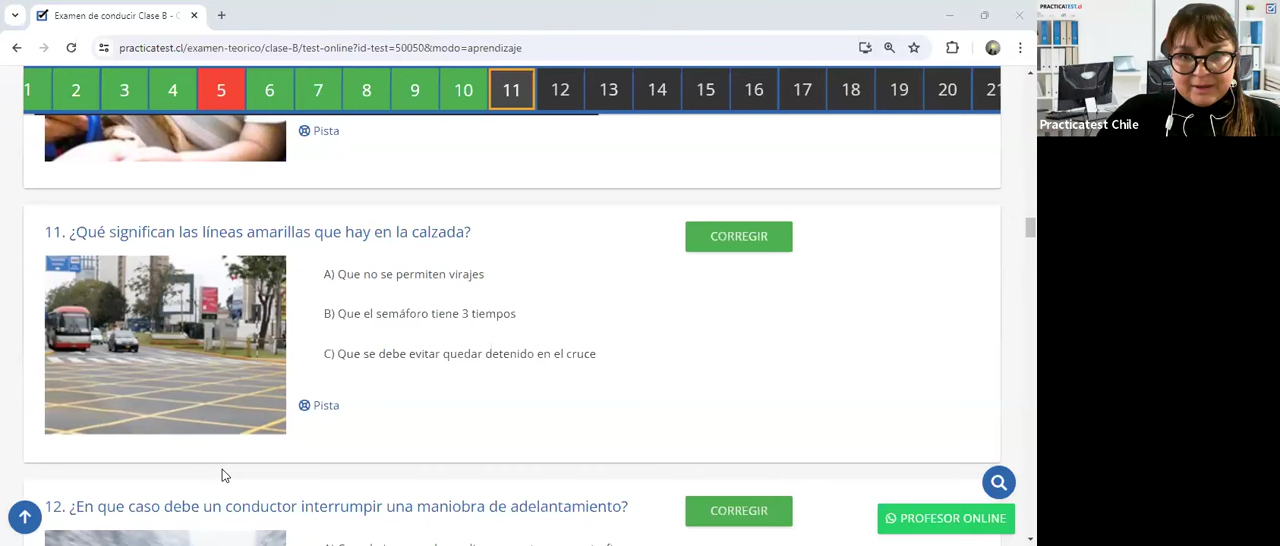 Examen de conducir Clase B - C
practicatest.cl/examen-teorico/clase-B/test-online?id-test=50050&modo=aprendizaje
1 2 3 4 5 6 7 8 9 10 11 12 13 14 15 16 17 18 19 20 21
Pista
11. ¿Qué significan las líneas amarillas que hay en la calzada?
CORREGIR
A) Que no se permiten virajes
B) Que el semáforo tiene 3 tiempos
C) Que se debe evitar quedar detenido en el cruce
Pista
12. ¿En que caso debe un conductor interrumpir una maniobra de adelantamiento?
CORREGIR
PROFESOR ONLINE
PRACTICATEST.cl
Practicatest Chile